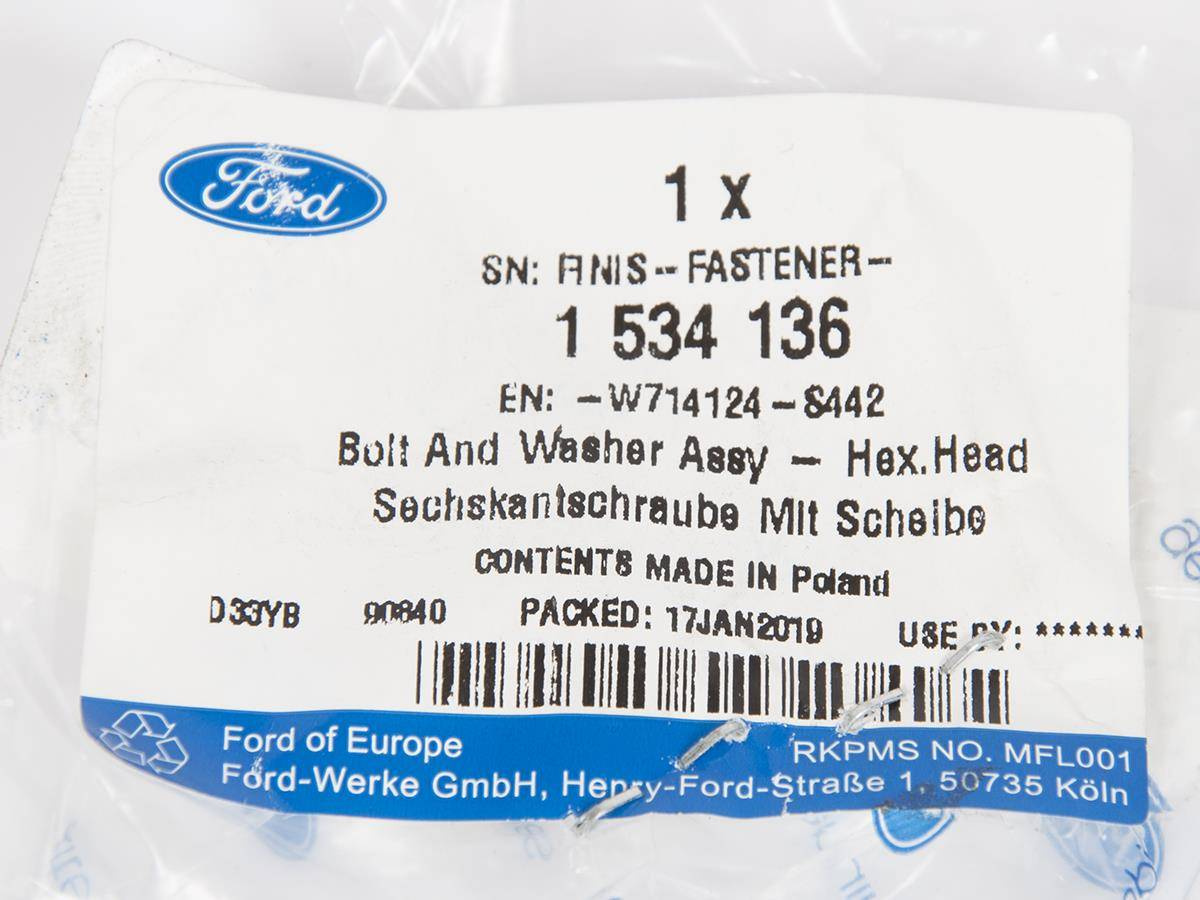 Ford
1 x
SN: FINIS-- FASTENER-
1 534 136
EN: -W714124-S442
Bolt And Washer Assy - Hex.Head
Sechskantschraube Mit Scheibe
CONTENTS MADE IN Poland
D33YB 90840 PACKED: 17JAN2019 USE BY: *******
Ford of Europe RKPMS NO. MFL001
Ford-Werke GmbH, Henry-Ford-Straße 1, 50735 Köln